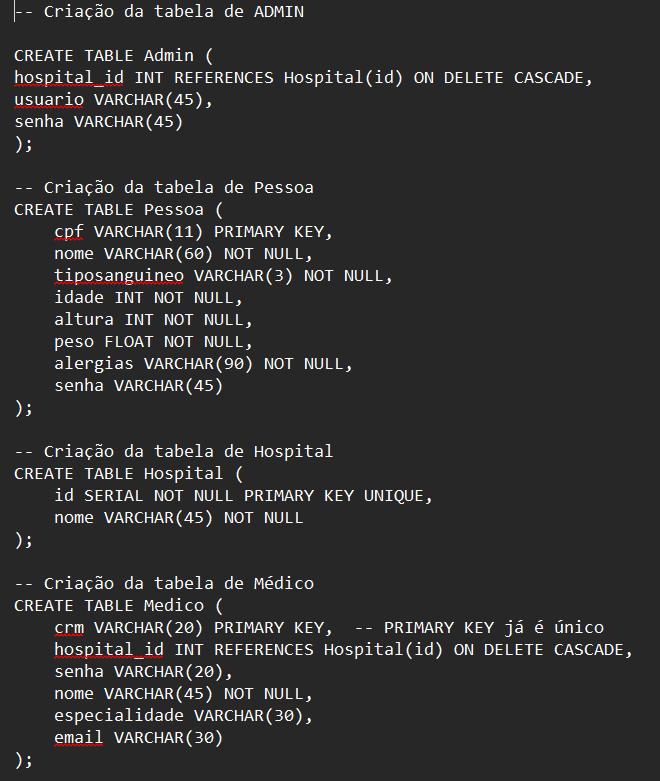 -- Criação da tabela de ADMIN
CREATE TABLE Admin (
hospital_id INT REFERENCES Hospital(id) ON DELETE CASCADE,
usuario VARCHAR(45),
senha VARCHAR(45)
);
-- Criação da tabela de Pessoa
CREATE TABLE Pessoa (
    cpf VARCHAR(11) PRIMARY KEY,
    nome VARCHAR(60) NOT NULL,
    tiposanguineo VARCHAR(3) NOT NULL,
    idade INT NOT NULL,
    altura INT NOT NULL,
    peso FLOAT NOT NULL,
    alergias VARCHAR(90) NOT NULL,
    senha VARCHAR(45)
);
-- Criação da tabela de Hospital
CREATE TABLE Hospital (
    id SERIAL NOT NULL PRIMARY KEY UNIQUE,
    nome VARCHAR(45) NOT NULL
);
-- Criação da tabela de Médico
CREATE TABLE Medico (
    crm VARCHAR(20) PRIMARY KEY,  -- PRIMARY KEY já é único
    hospital_id INT REFERENCES Hospital(id) ON DELETE CASCADE,
    senha VARCHAR(20),
    nome VARCHAR(45) NOT NULL,
    especialidade VARCHAR(30),
    email VARCHAR(30)
);